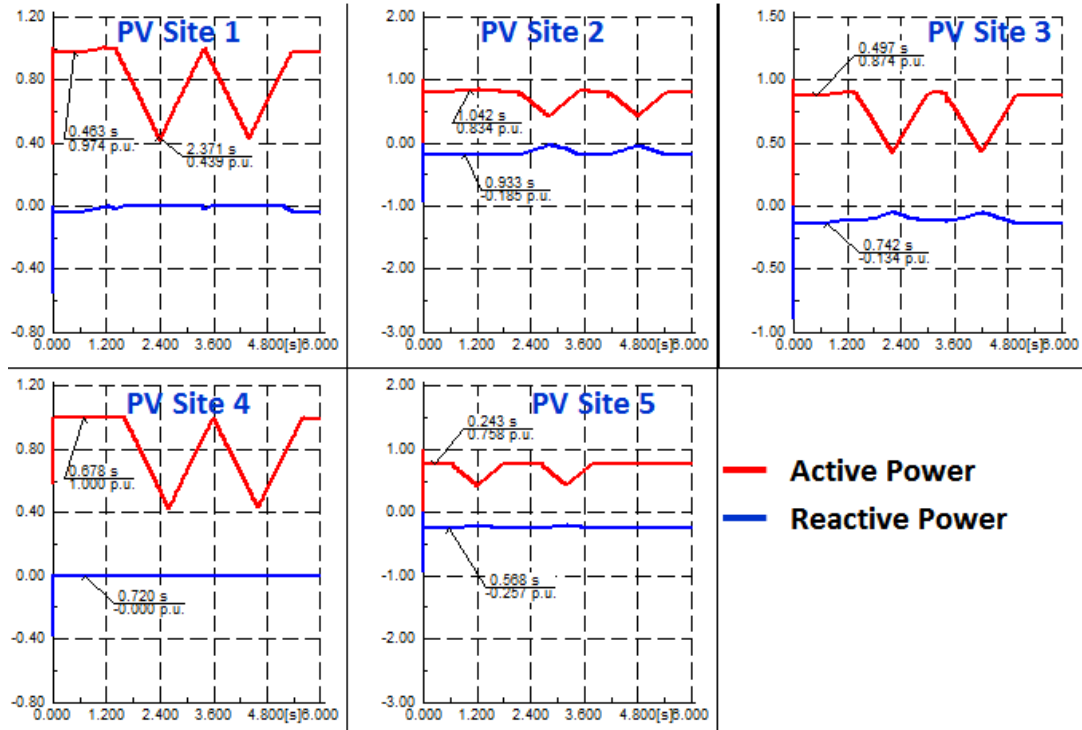 PV Site 1
1.20
0.80
0.40
0.00
-0.40
-0.80
0.463 s
0.974 p.u.
2.371 s
0.439 p.u.
0.000 1.200 2.400 3.600 4.800[s]6.000
PV Site 2
2.00
1.00
0.00
-1.00
-2.00
-3.00
1.042 s
0.834 p.u.
0.933 s
-0.185 p.u.
0.000 1.200 2.400 3.600 4.800[s]6.000
PV Site 3
1.50
1.00
0.50
0.00
-0.50
-1.00
0.497 s
0.874 p.u.
0.742 s
-0.134 p.u.
0.000 1.200 2.400 3.600 4.800[s]6.000
PV Site 4
1.20
0.80
0.40
0.00
-0.40
-0.80
0.678 s
1.000 p.u.
0.720 s
-0.000 p.u.
0.000 1.200 2.400 3.600 4.800[s]6.000
PV Site 5
2.00
1.00
0.00
-1.00
-2.00
-3.00
0.243 s
0.758 p.u.
0.568 s
-0.257 p.u.
0.000 1.200 2.400 3.600 4.800[s]6.000
Active Power
Reactive Power